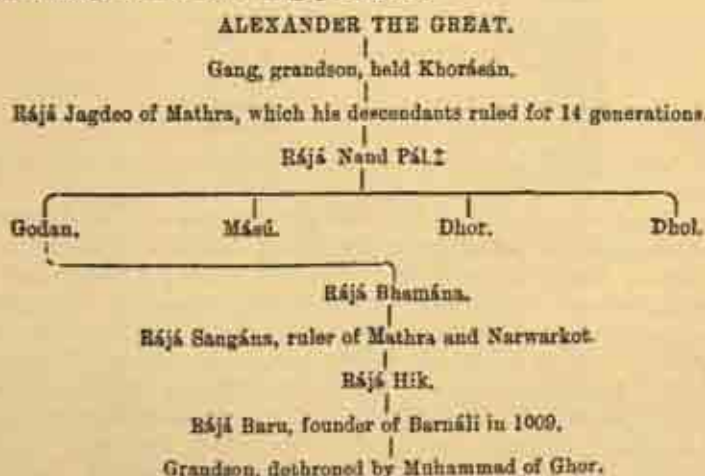 ALEXANDER THE GREAT.
Gang, grandson, held Khorásán.
Rájá Jagdeo of Mathra, which his descendants ruled for 14 generations.
Rájá Nand Pál.‡
Godan. Mású. Dhor. Dhol.
Rájá Bhamána.
Rájá Sangána, ruler of Mathra and Narwarkot.
Rájá Hik.
Rájá Baru, founder of Barnáli in 1009.
Grandson, dethroned by Muhammad of Ghor.